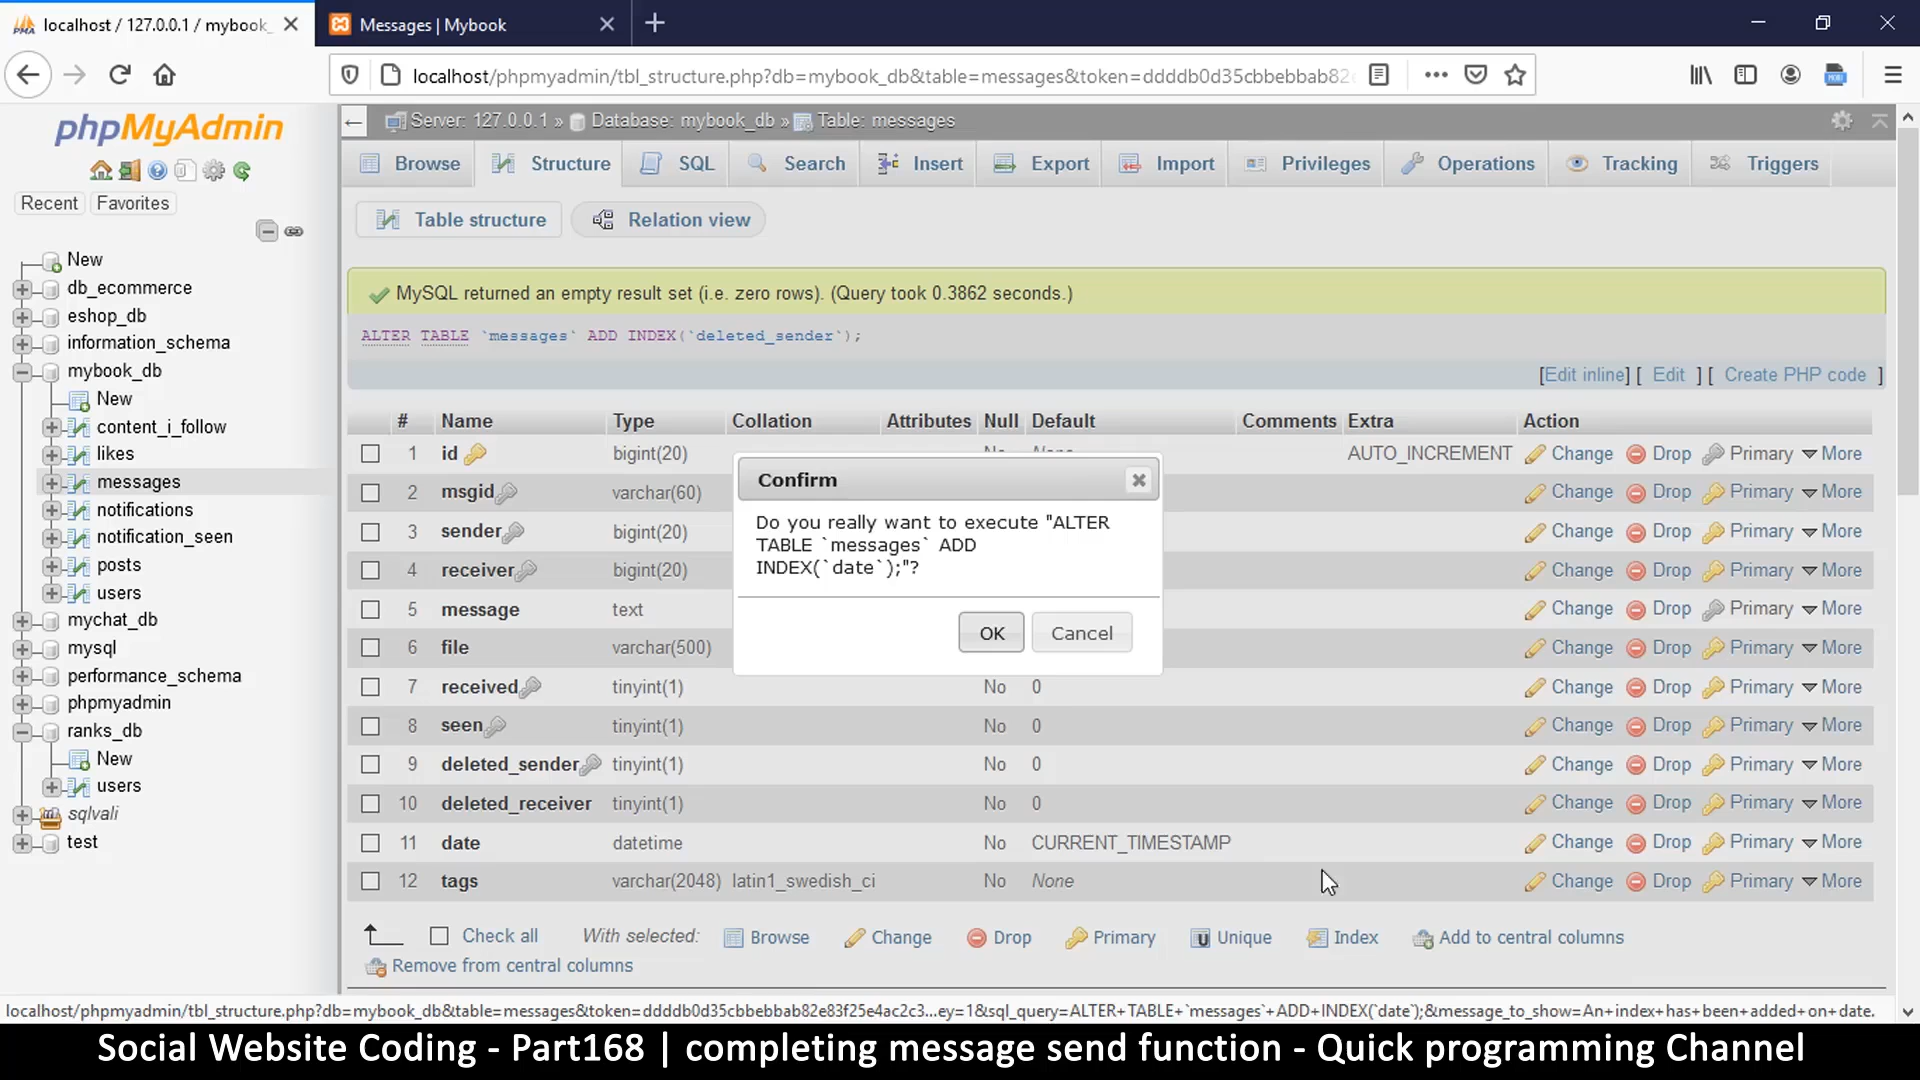 localhost / 127.0.0.1 / mybook_
Messages | Mybook
localhost/phpmyadmin/tbl_structure.php?db=mybook_db&table=messages&token=ddddb0d35cbbebbab82
phpMyAdmin
Recent Favorites
New
db_ecommerce
eshop_db
information_schema
mybook_db
New
content_i_follow
likes
messages
notifications
notification_seen
posts
users
mychat_db
mysql
performance_schema
phpmyadmin
ranks_db
New
users
sqlvali
test
Server: 127.0.0.1 » Database: mybook_db » Table: messages
Browse Structure SQL Search Insert Export Import Privileges Operations Tracking Triggers
Table structure Relation view
MySQL returned an empty result set (i.e. zero rows). (Query took 0.3862 seconds.)
ALTER TABLE `messages` ADD INDEX(`deleted_sender`);
[Edit inline] [ Edit ] [ Create PHP code ]
# Name Type Collation Attributes Null Default Comments Extra Action
1 id bigint(20) No None AUTO_INCREMENT Change Drop Primary More
2 msgid varchar(60) Change Drop Primary More
3 sender bigint(20) Change Drop Primary More
4 receiver bigint(20) Change Drop Primary More
5 message text Change Drop Primary More
6 file varchar(500) Change Drop Primary More
7 received tinyint(1) No 0 Change Drop Primary More
8 seen tinyint(1) No 0 Change Drop Primary More
9 deleted_sender tinyint(1) No 0 Change Drop Primary More
10 deleted_receiver tinyint(1) No 0 Change Drop Primary More
11 date datetime No CURRENT_TIMESTAMP Change Drop Primary More
12 tags varchar(2048) latin1_swedish_ci No None Change Drop Primary More
Confirm
Do you really want to execute "ALTER
TABLE `messages` ADD
INDEX(`date`);"?
OK Cancel
Check all With selected: Browse Change Drop Primary Unique Index Add to central columns
Remove from central columns
localhost/phpmyadmin/tbl_structure.php?db=mybook_db&table=messages&token=ddddb0d35cbbebbab82e83f25e4ac2c3...ey=1&sql_query=ALTER+TABLE+`messages`+ADD+INDEX(`date`);&message_to_show=An+index+has+been+added+on+date.
Social Website Coding - Part168 | completing message send function - Quick programming Channel